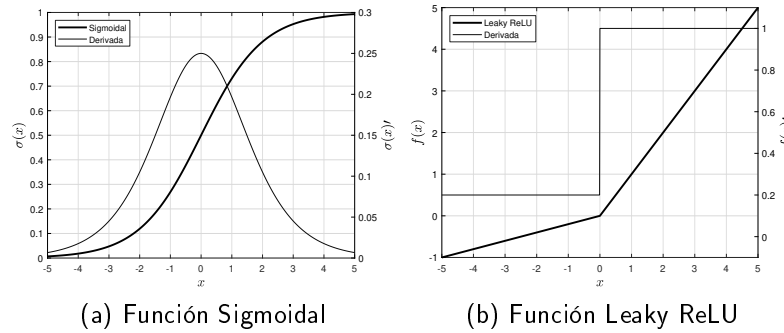 Sigmoidal
Derivada
1
0.9
0.8
0.7
0.6
0.5
0.4
0.3
0.2
0.1
0
σ(x)
0.3
0.25
0.2
0.15
0.1
0.05
0
σ(x)′
-5 -4 -3 -2 -1 0 1 2 3 4 5
x
(a) Función Sigmoidal
Leaky ReLU
Derivada
5
4
3
2
1
0
-1
f(x)
1
0.8
0.6
0.4
0.2
0
-5 -4 -3 -2 -1 0 1 2 3 4 5
x
(b) Función Leaky ReLU